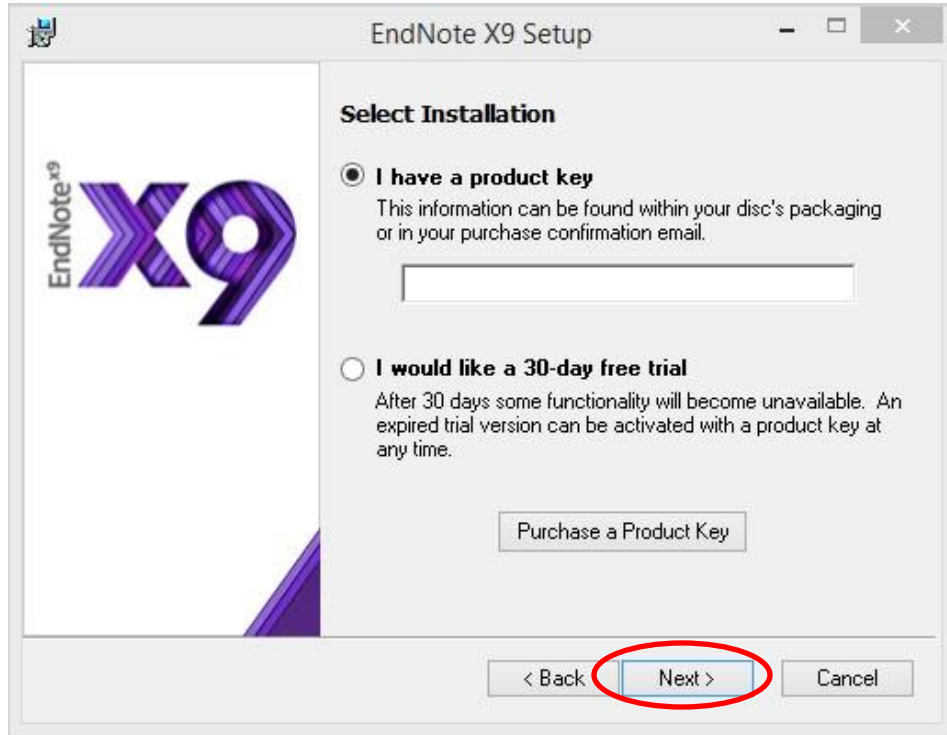 EndNote X9 Setup
EndNote x9
X9
Select Installation
I have a product key
This information can be found within your disc's packaging
or in your purchase confirmation email.
I would like a 30-day free trial
After 30 days some functionality will become unavailable. An
expired trial version can be activated with a product key at
any time.
Purchase a Product Key
< Back Next > Cancel